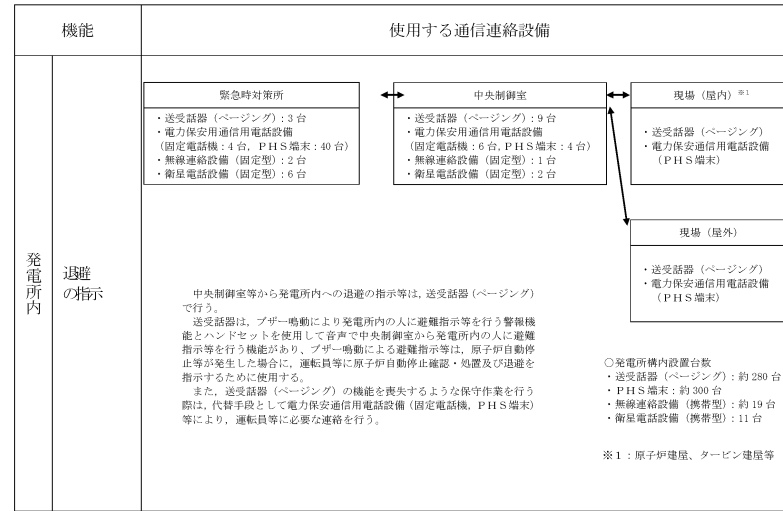 機能
使用する通信連絡設備
発電所内
退避
の指示
緊急時対策所
・送受話器（ページング）：3台
・電力保安用通信用電話設備
（固定電話機：4台，PHS端末：40台）
・無線連絡設備（固定型）：2台
・衛星電話設備（固定型）：6台
中央制御室
・送受話器（ページング）：9台
・電力保安用通信用電話設備
（固定電話機：6台，PHS端末：4台）
・無線連絡設備（固定型）：1台
・衛星電話設備（固定型）：2台
現場（屋内）※1
・送受話器（ページング）
・電力保安通信用電話設備
（PHS端末）
現場（屋外）
・送受話器（ページング）
・電力保安通信用電話設備
（PHS端末）
中央制御室等から発電所内への退避の指示等は，送受話器（ページング）
で行う。
送受話器は，ブザー鳴動により発電所内の人に避難指示等を行う警報機
能とハンドセットを使用して音声で中央制御室から発電所内の人に避難
指示等を行う機能があり、ブザー鳴動による避難指示等は，原子炉自動停
止等が発生した場合に，運転員等に原子炉自動停止確認・処置及び退避を
指示するために使用する。
また，送受話器（ページング）の機能を喪失するような保守作業を行う
際は，代替手段として電力保安通信用電話設備（固定電話機，PHS端末）
等により，運転員等に必要な連絡を行う。
○発電所構内設置台数
・送受話器（ページング）：約280台
・PHS端末：約300台
・無線連絡設備（携帯型）：約19台
・衛星電話設備（携帯型）：11台
※1：原子炉建屋、タービン建屋等